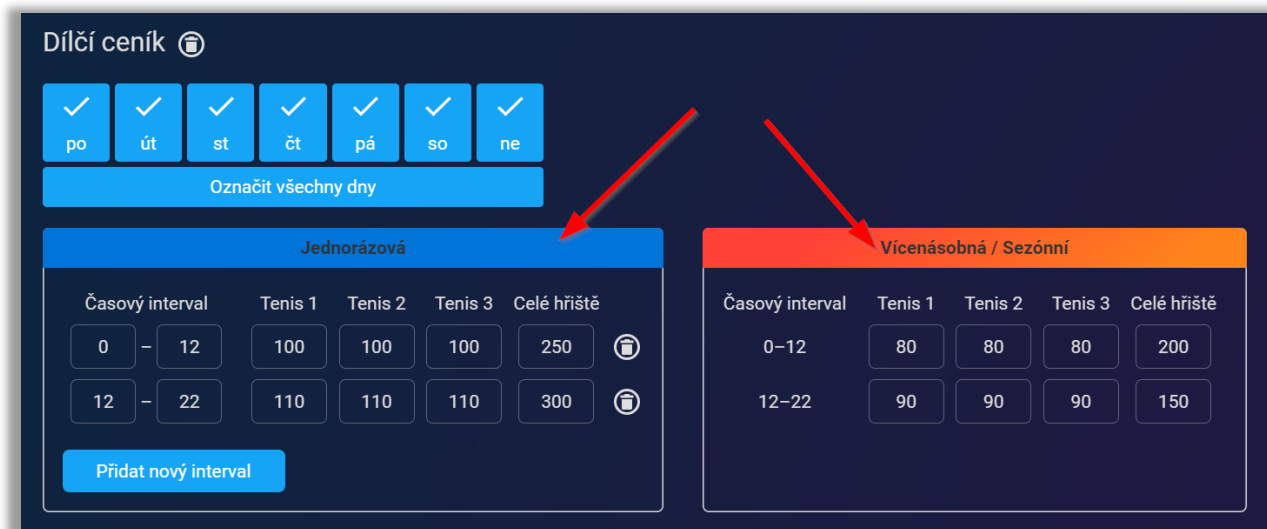 Dílčí ceník
po út st čt pá so ne
Označit všechny dny
Jednorázová
Časový interval Tenis 1 Tenis 2 Tenis 3 Celé hřiště
0 – 12 100 100 100 250
12 – 22 110 110 110 300
Přidat nový interval
Vícenásobná / Sezónní
Časový interval Tenis 1 Tenis 2 Tenis 3 Celé hřiště
0–12 80 80 80 200
12–22 90 90 90 150